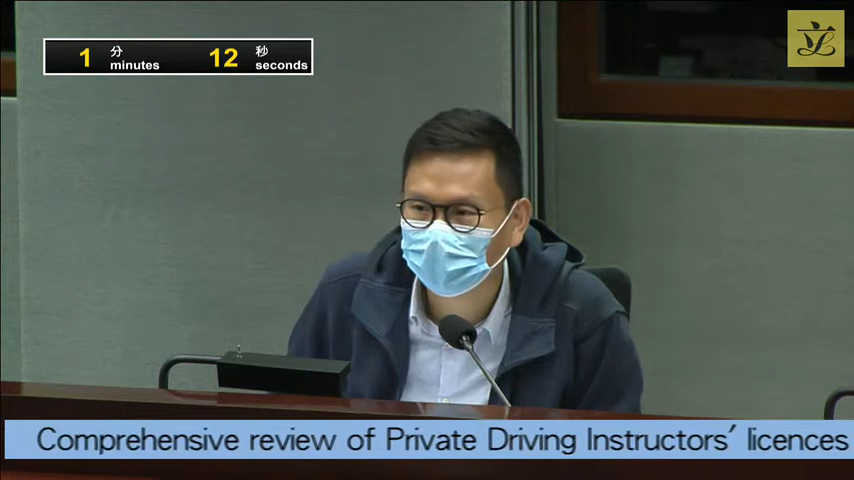 1 分 minutes 12 秒 seconds
立
Comprehensive review of Private Driving Instructors' licences